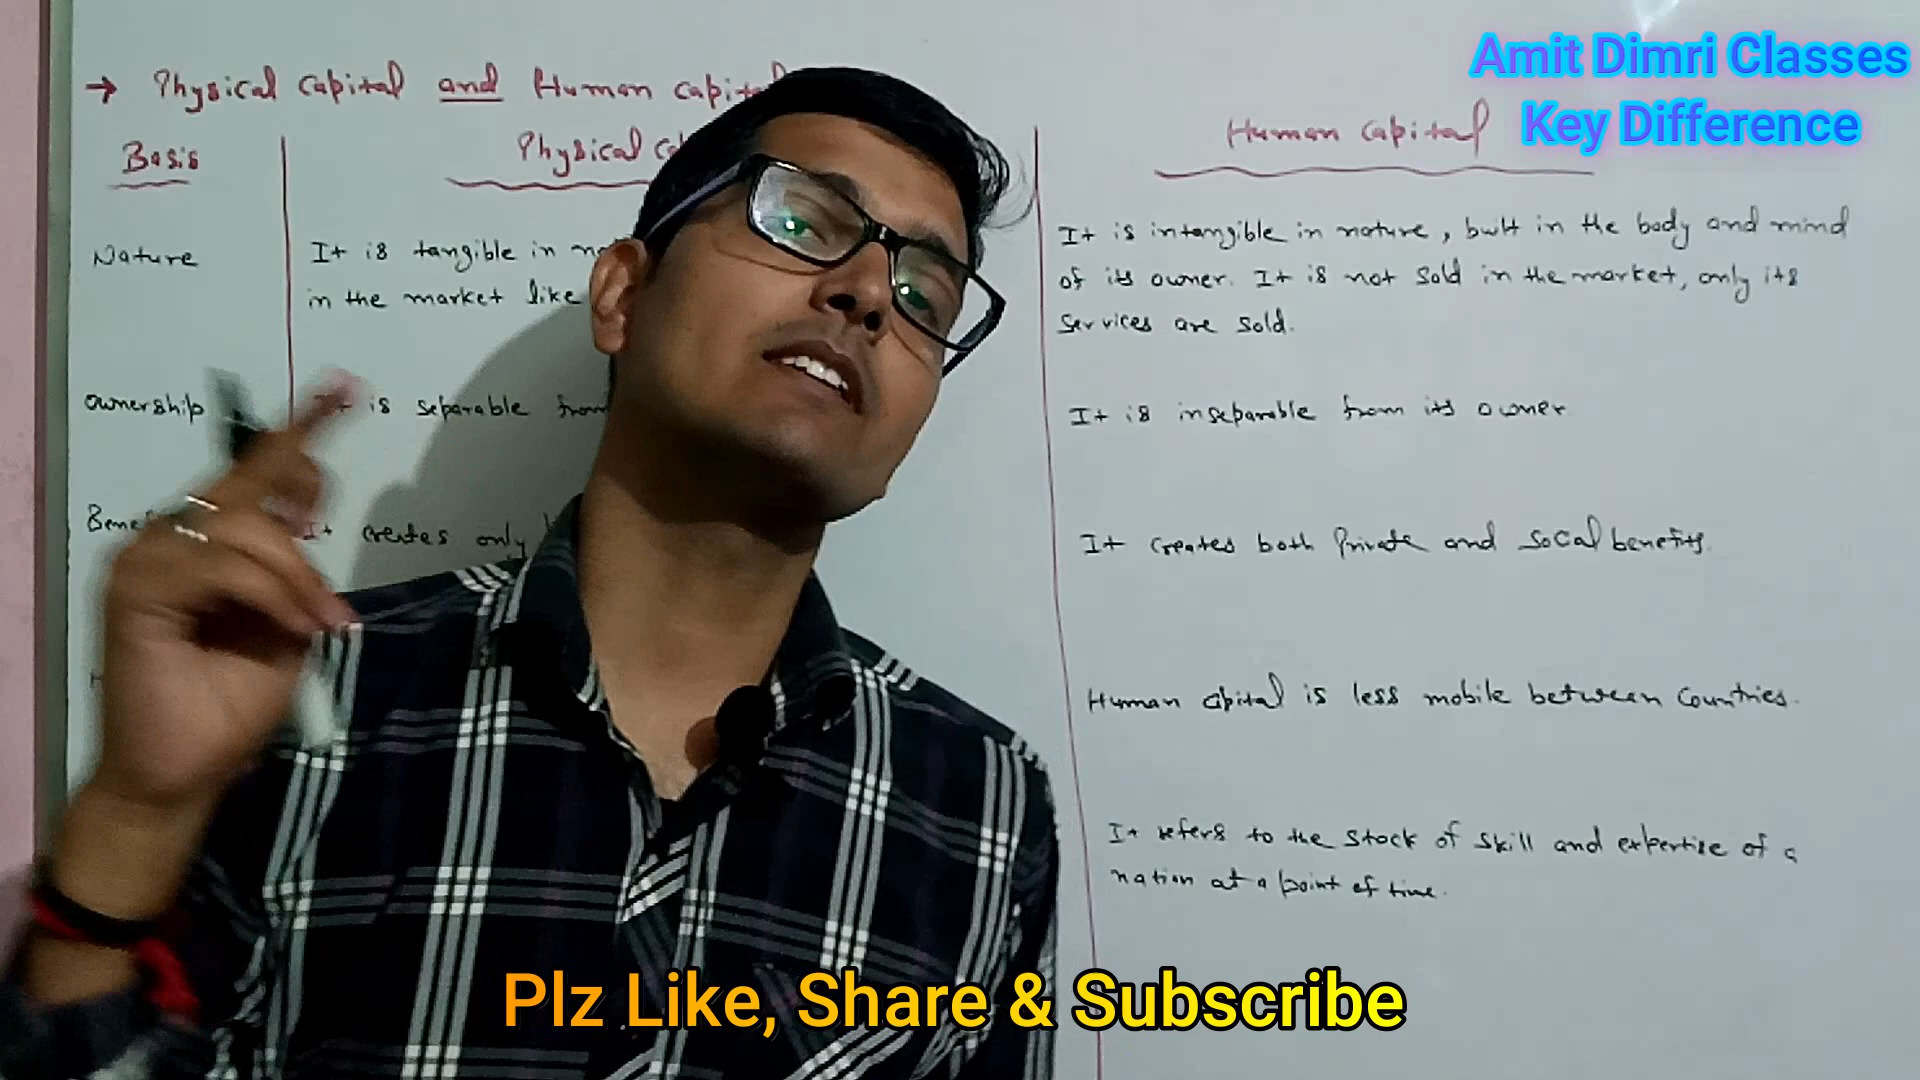 Amit Dimri Classes
Key Difference
→ Physical Capital and Human
Basis
Physical
Human Capital
Nature
It is tangible in
in the market like
It is intangible in nature, built in the body and mind
of its owner. It is not sold in the market, only its
services are sold.
Ownership
It is separable from
It is inseparable from its owner
It creates only
It creates both Private and Social benefits.
Human Capital is less mobile between Countries.
It refers to the stock of skill and expertise of a
nation at a point of time.
Plz Like, Share & Subscribe